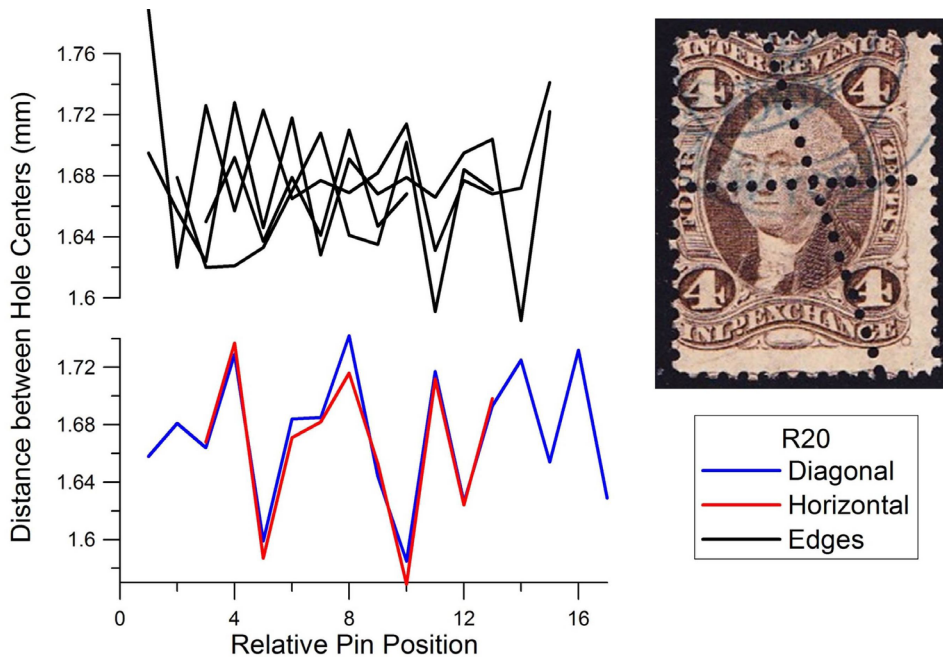 Distance between Hole Centers (mm)
1.76
1.72
1.68
1.64
1.6
1.72
1.68
1.64
1.6
0
4
8
12
16
Relative Pin Position
INTER. REVENUE
4
4
FOUR
CENTS.
4
4
INL'D EXCHANGE
R20
Diagonal
Horizontal
Edges